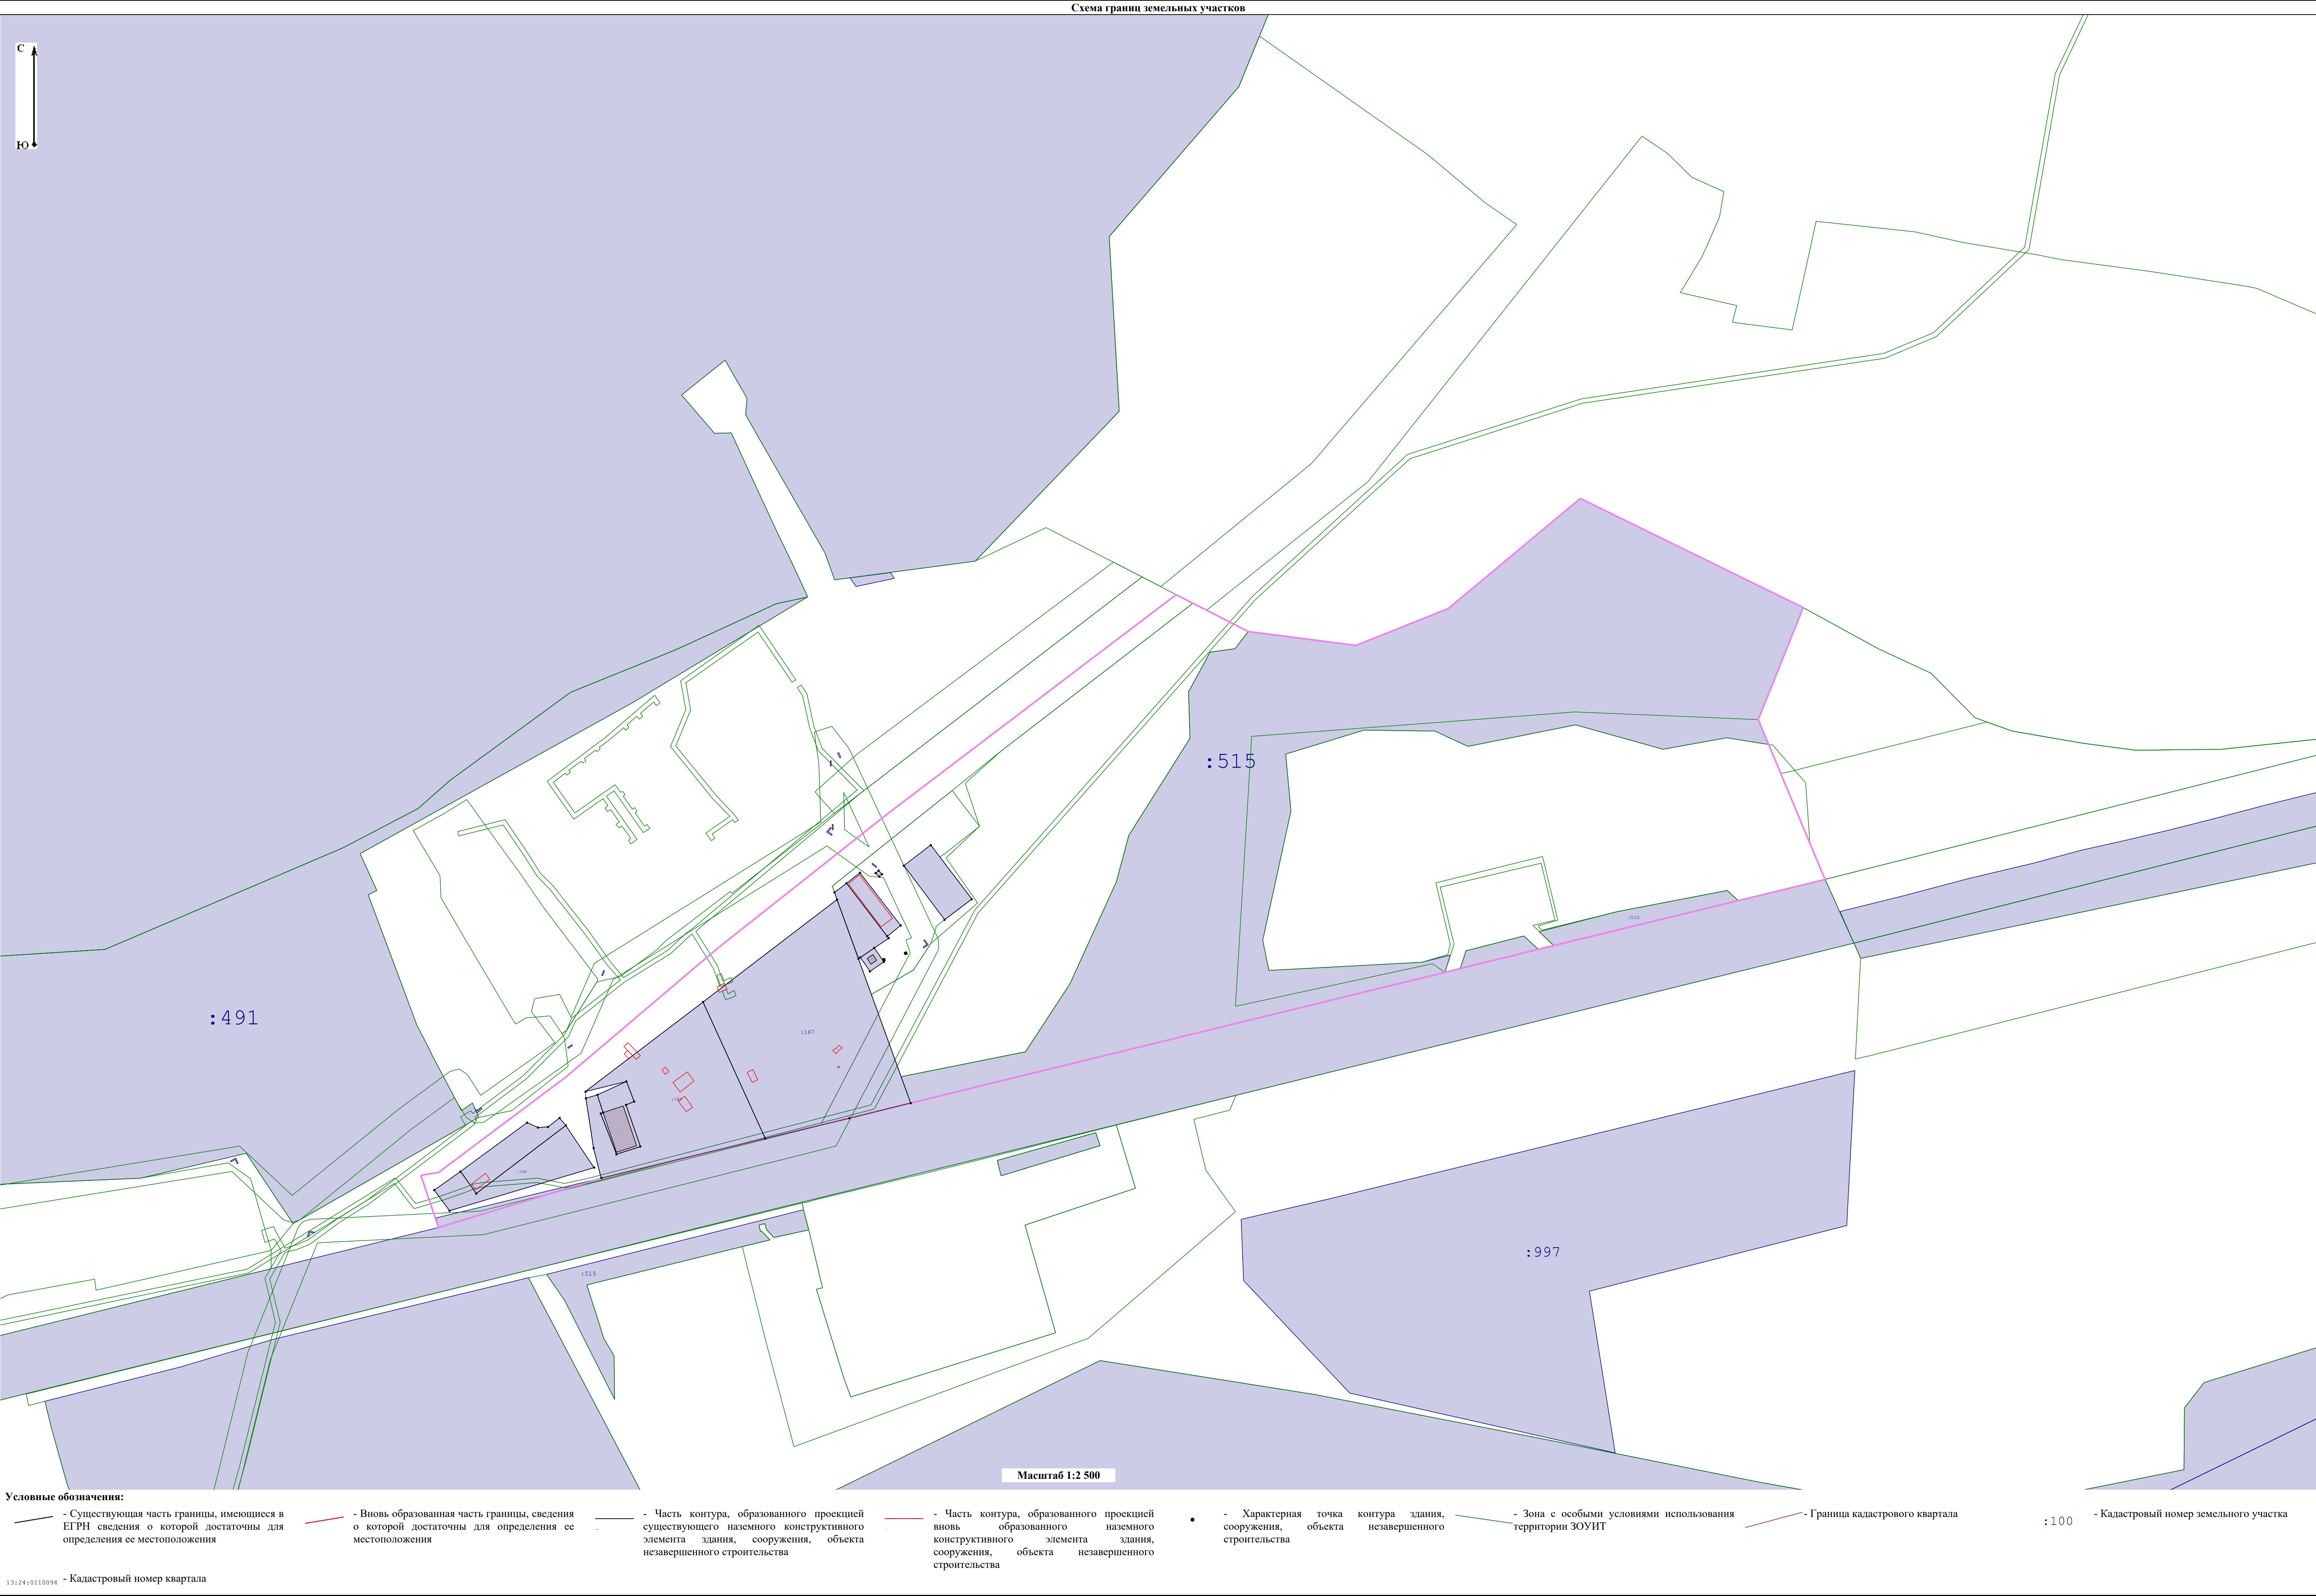 Схема границ земельных участков
С
Ю
:515
:515
:491
:167
:997
:515
Масштаб 1:2 500
Условные обозначения:
- Существующая часть границы, имеющиеся в
ЕГРН сведения о которой достаточны для
определения ее местоположения
- Вновь образованная часть границы, сведения
о которой достаточны для определения ее
местоположения
- Часть контура, образованного проекцией
существующего наземного конструктивного
элемента здания, сооружения, объекта
незавершенного строительства
- Часть контура, образованного проекцией
вновь образованного наземного
конструктивного элемента здания,
сооружения, объекта незавершенного
строительства
- Характерная точка контура здания,
сооружения, объекта незавершенного
строительства
- Зона с особыми условиями использования
территории ЗОУИТ
- Граница кадастрового квартала
:100
- Кадастровый номер земельного участка
13:24:0110094
- Кадастровый номер квартала